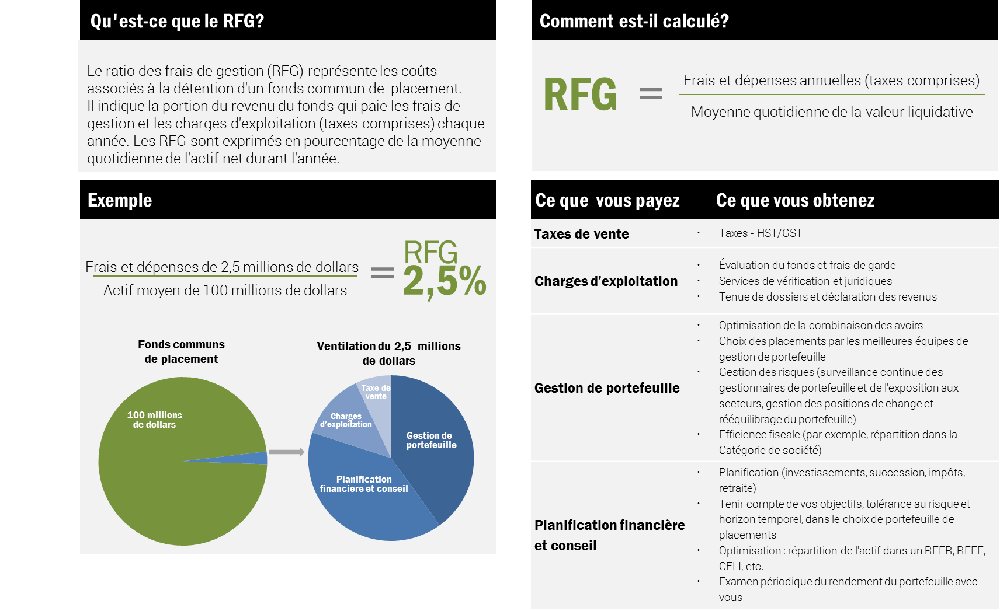 Qu'est-ce que le RFG?
Le ratio des frais de gestion (RFG) représente les coûts
associés à la détention d'un fonds commun de placement.
Il indique la portion du revenu du fonds qui paie les frais de
gestion et les charges d'exploitation (taxes comprises) chaque
année. Les RFG sont exprimés en pourcentage de la moyenne
quotidienne de l'actif net durant l'année.
Comment est-il calculé?
RFG = Frais et dépenses annuelles (taxes comprises)
Moyenne quotidienne de la valeur liquidative
Exemple
Frais et dépenses de 2,5 millions de dollars
Actif moyen de 100 millions de dollars
= RFG
2,5%
Fonds communs
de placement
100 millions
de dollars
Ventilation du 2,5 millions
de dollars
Taxe de
vente
Charges
d'exploitation
Gestion de
portefeuille
Planification
financiere et conseil
Ce que vous payez Ce que vous obtenez
Taxes de vente
• Taxes - HST/GST
Charges d’exploitation
• Évaluation du fonds et frais de garde
• Services de vérification et juridiques
• Tenue de dossiers et déclaration des revenus
Gestion de portefeuille
• Optimisation de la combinaison des avoirs
• Choix des placements par les meilleures équipes de
gestion de portefeuille
• Gestion des risques (surveillance continue des
gestionnaires de portefeuille et de l'exposition aux
secteurs, gestion des positions de change et
rééquilibrage du portefeuille)
• Efficience fiscale (par exemple, répartition dans la
Catégorie de société)
Planification financière
et conseil
• Planification (investissements, succession, impôts,
retraite)
• Tenir compte de vos objectifs, tolérance au risque et
horizon temporel, dans le choix de portefeuille de
placements
• Optimisation : répartition de l'actif dans un REER, REEE,
CELI, etc.
• Examen périodique du rendement du portefeuille avec
vous